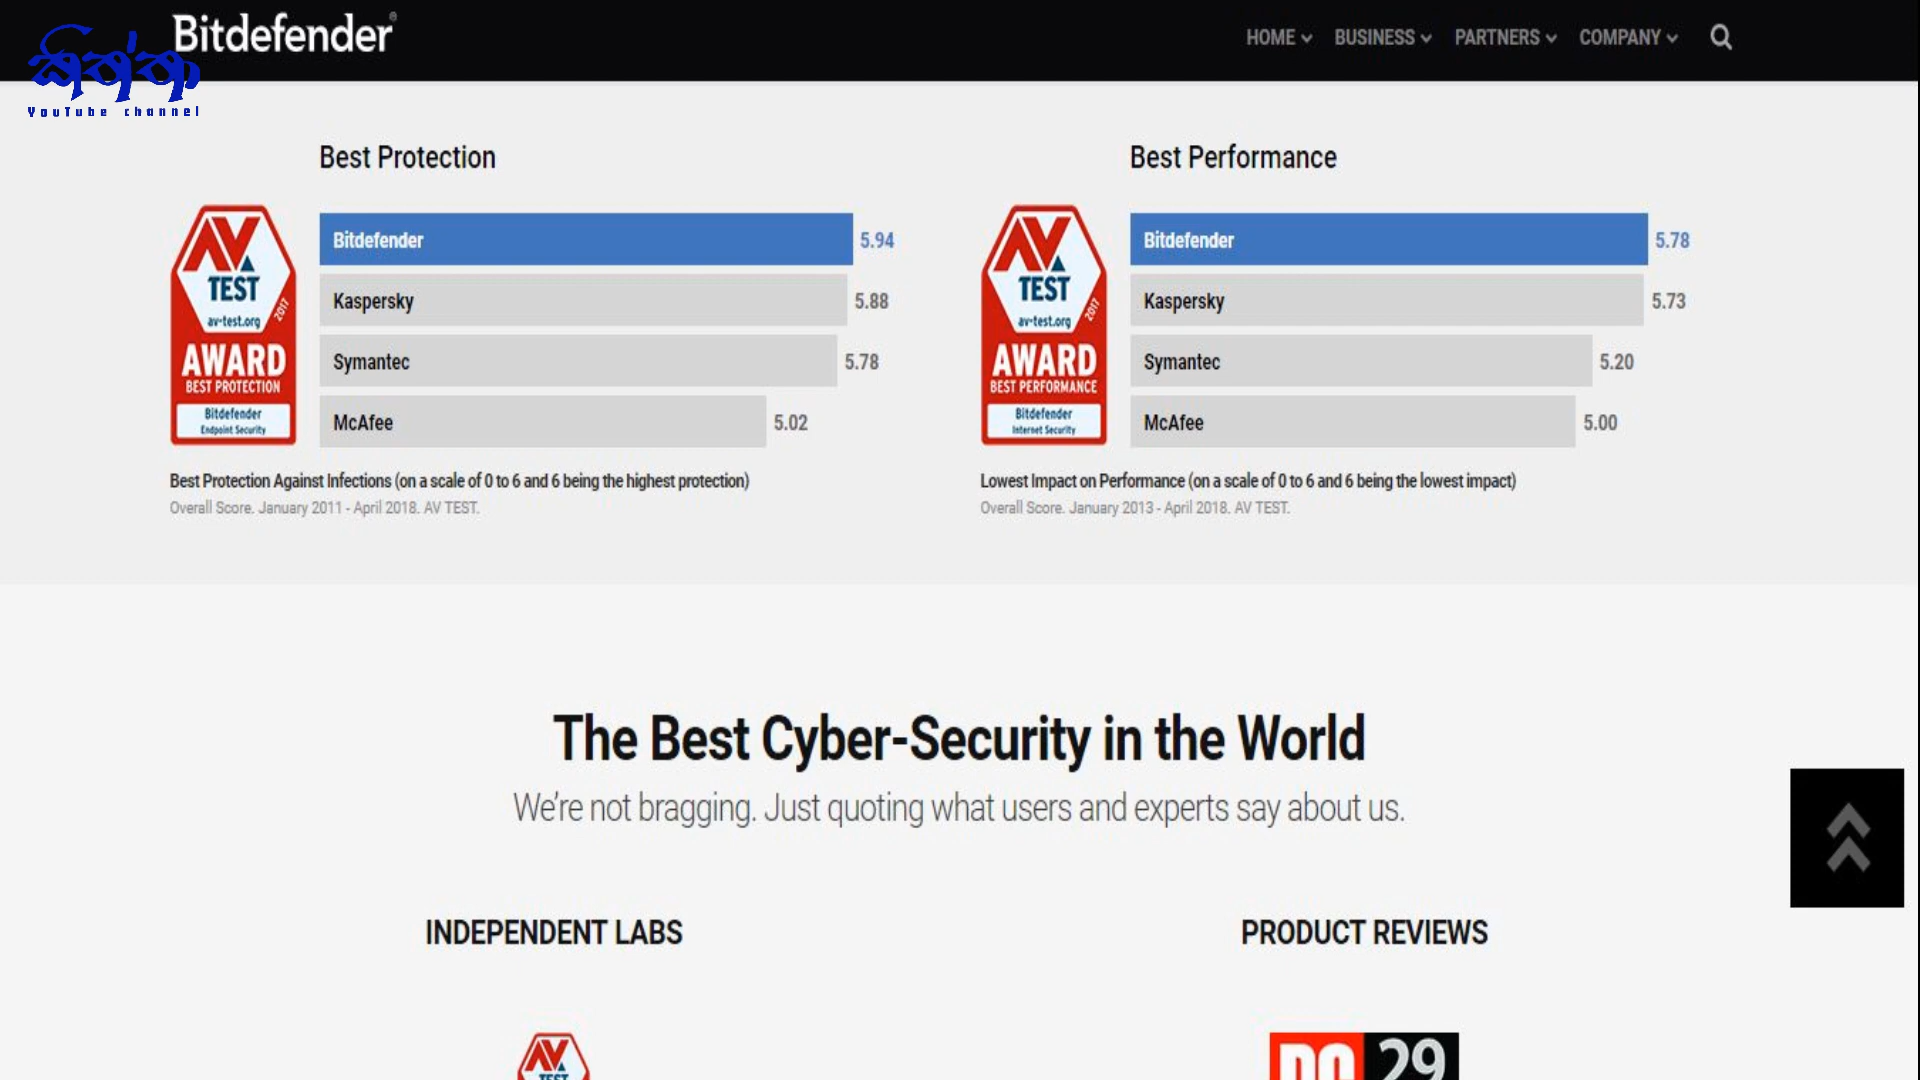 Bitdefender®
HOME BUSINESS PARTNERS COMPANY
YouTube channel
Best Protection
AV
TEST
av-test.org
2017
AWARD
BEST PROTECTION
Bitdefender
Endpoint Security
Bitdefender 5.94
Kaspersky 5.88
Symantec 5.78
McAfee 5.02
Best Protection Against Infections (on a scale of 0 to 6 and 6 being the highest protection)
Overall Score. January 2011 - April 2018. AV TEST.
Best Performance
AV
TEST
av-test.org
2017
AWARD
BEST PERFORMANCE
Bitdefender
Internet Security
Bitdefender 5.78
Kaspersky 5.73
Symantec 5.20
McAfee 5.00
Lowest Impact on Performance (on a scale of 0 to 6 and 6 being the lowest impact)
Overall Score. January 2013 - April 2018. AV TEST.
The Best Cyber-Security in the World
We're not bragging. Just quoting what users and experts say about us.
INDEPENDENT LABS
PRODUCT REVIEWS
AV
TEST
29